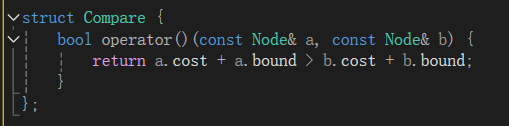 struct Compare {
    bool operator()(const Node& a, const Node& b) {
        return a.cost + a.bound > b.cost + b.bound;
    }
};